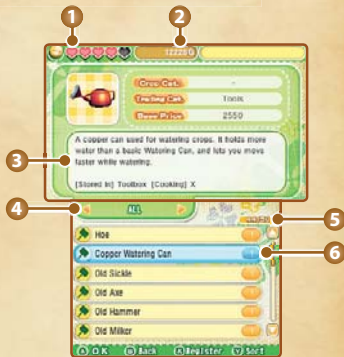 1
2
12225G
Crop Cat.
-
Trading Cat.
Tools
Base Price
2550
3
A copper can used for watering crops. It holds more
water than a basic Watering Can, and lets you move
faster while watering.
[Stored in] Toolbox [Cooking] X
4
ALL
5
Hoe
6
Copper Watering Can
Old Sickle
Old Axe
Old Hammer
Old Milker
A OK B Back X Register Y Sort